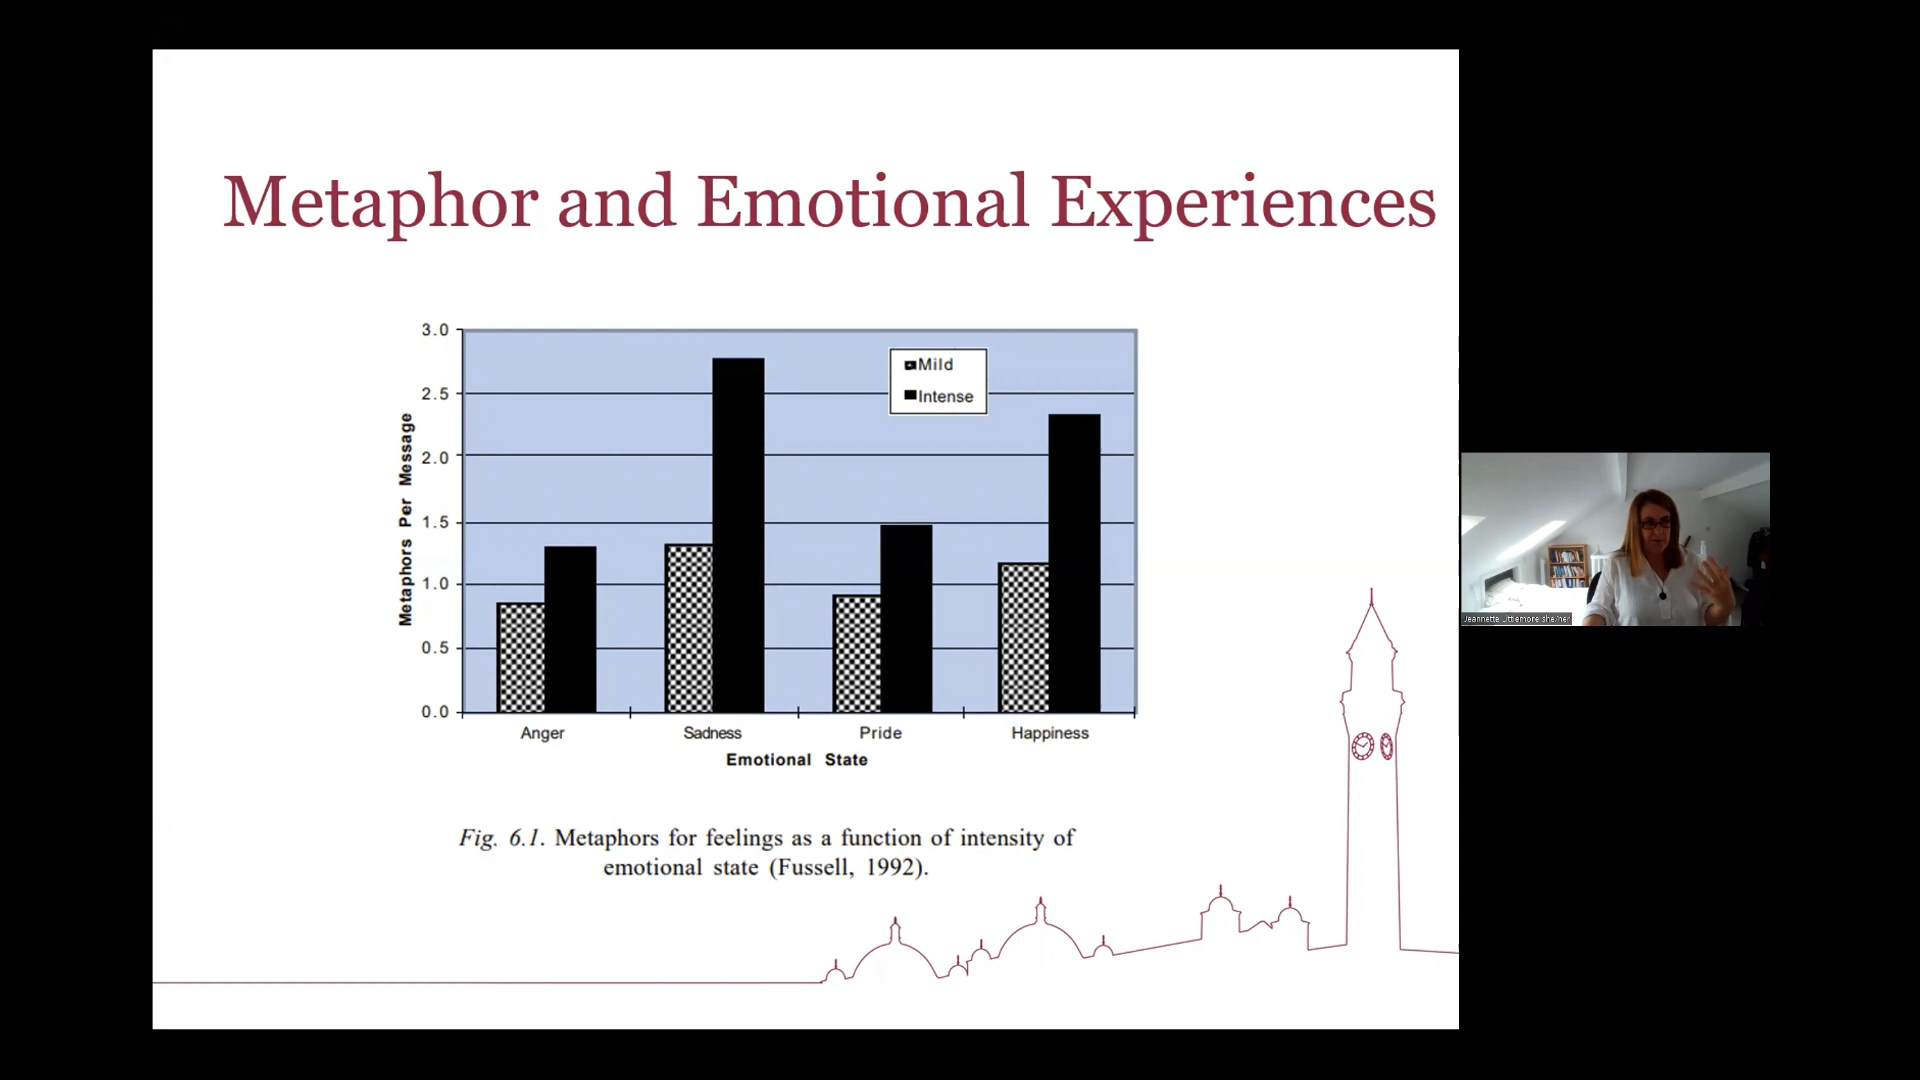 Metaphor and Emotional Experiences
3.0
2.5
2.0
1.5
1.0
0.5
0.0
Metaphors Per Message
Mild
Intense
Anger
Sadness
Pride
Happiness
Emotional State
Fig. 6.1. Metaphors for feelings as a function of intensity of
emotional state (Fussell, 1992).
Jeannette Littlemore she/her